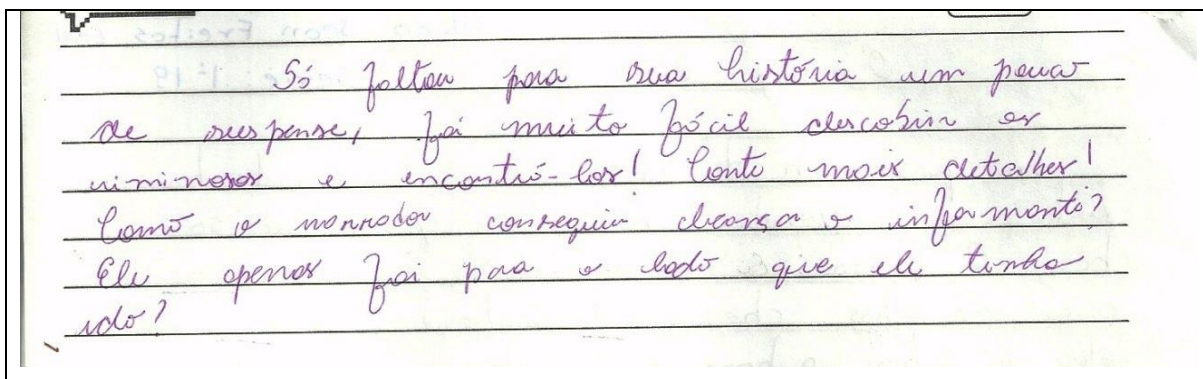 Só faltou para sua história um pouco
de suspense, foi muito fácil descobrir os
criminosos e encontrá-los! Conte mais detalhes!
Como o narrador conseguiu alcançar o informante?
Ele apenas foi para o lado que ele tinha
ido?